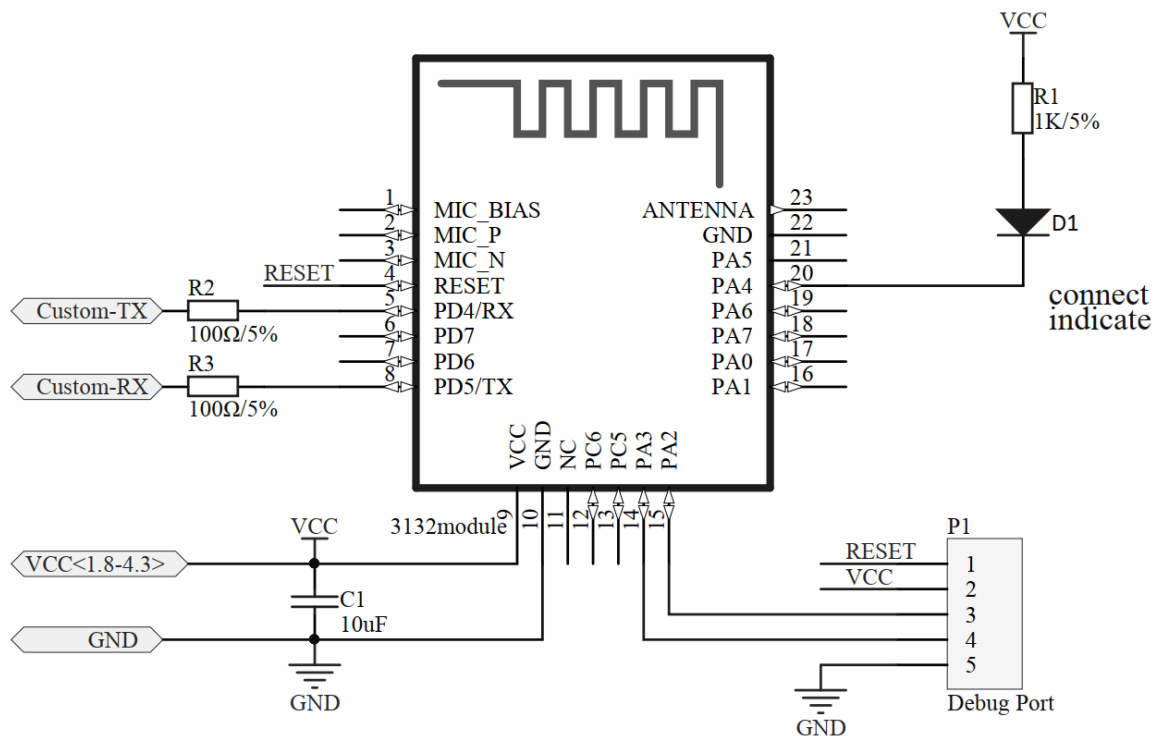 VCC
R1
1K/5%
D1
connect
indicate
1 MIC_BIAS
2 MIC_P
3 MIC_N
RESET 4 RESET
Custom-TX R2 100Ω/5% 5 PD4/RX
6 PD7
7 PD6
Custom-RX R3 100Ω/5% 8 PD5/TX
ANTENNA 23
GND 22
PA5 21
PA4 20
PA6 19
PA7 18
PA0 17
PA1 16
VCC 9
GND 10
NC 11
PC6 12
PC5 13
PA3 14
PA2 15
3132module
VCC
VCC<1.8-4.3>
C1
10uF
GND
GND
P1
RESET 1
VCC 2
3
4
5
GND
Debug Port